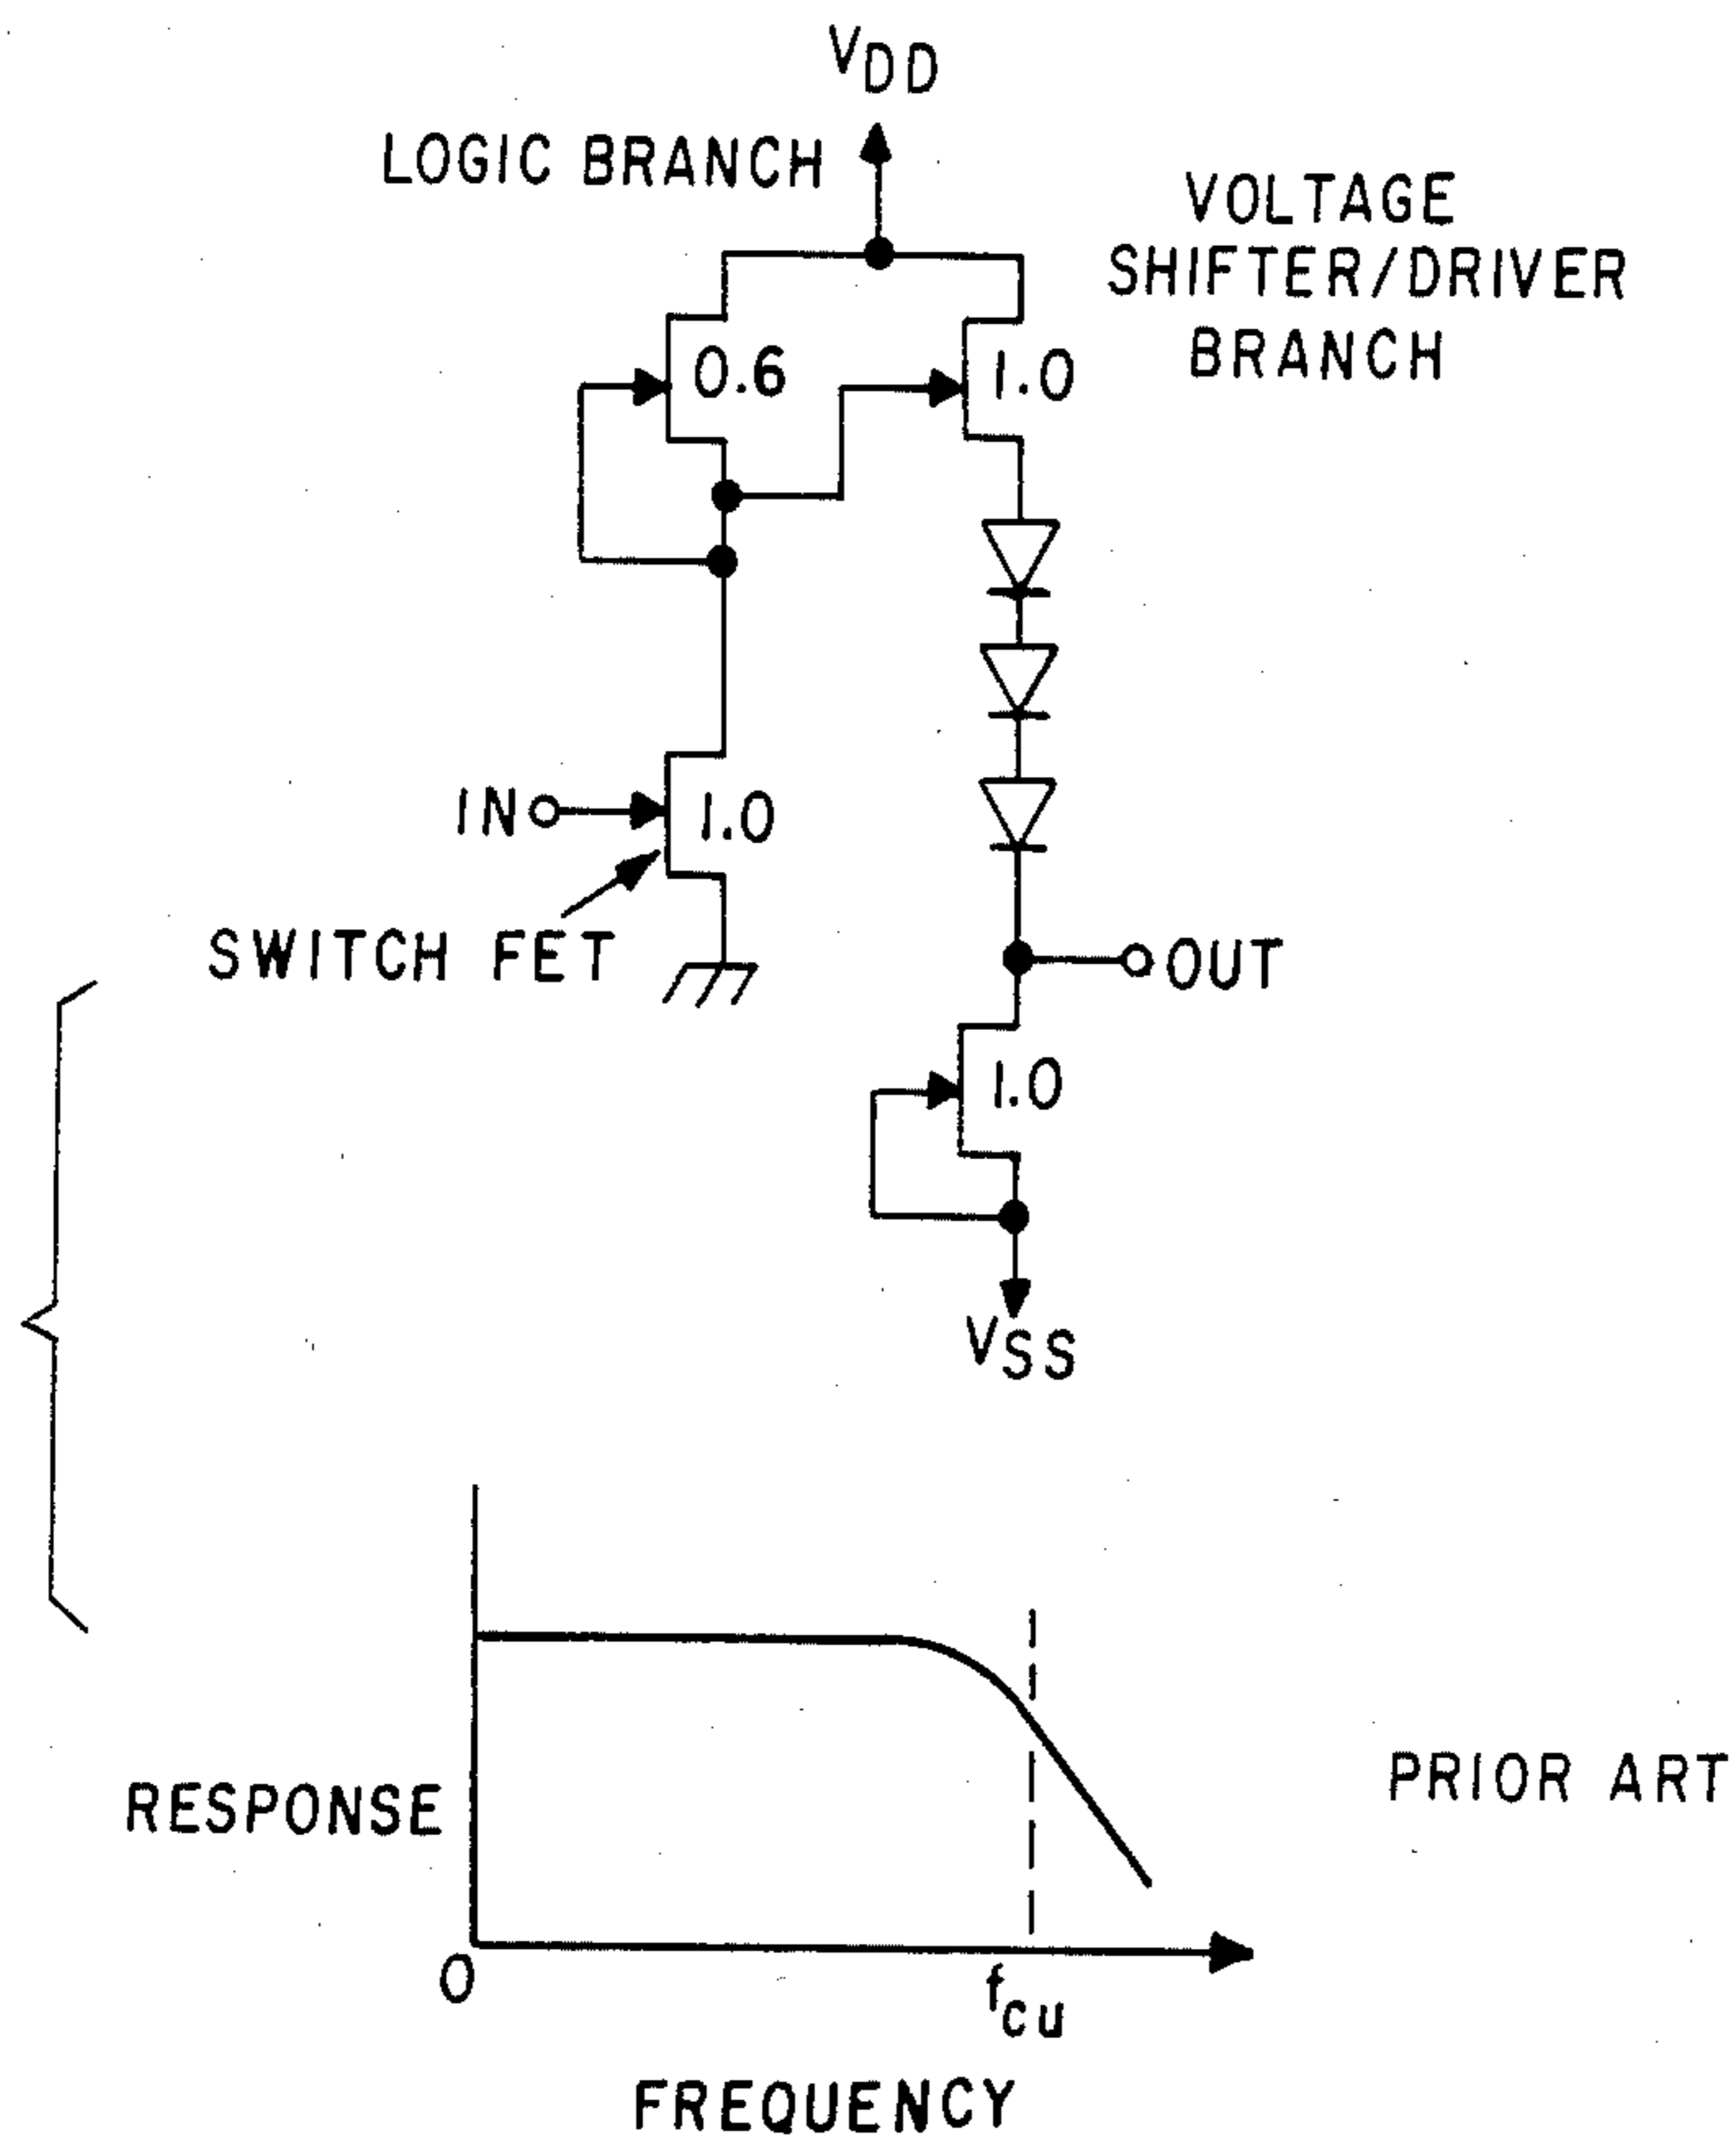 VDD
LOGIC BRANCH
VOLTAGE
SHIFTER/DRIVER
BRANCH
0.6
1.0
IN
1.0
SWITCH FET
OUT
1.0
VSS
RESPONSE
PRIOR ART
0
fcu
FREQUENCY